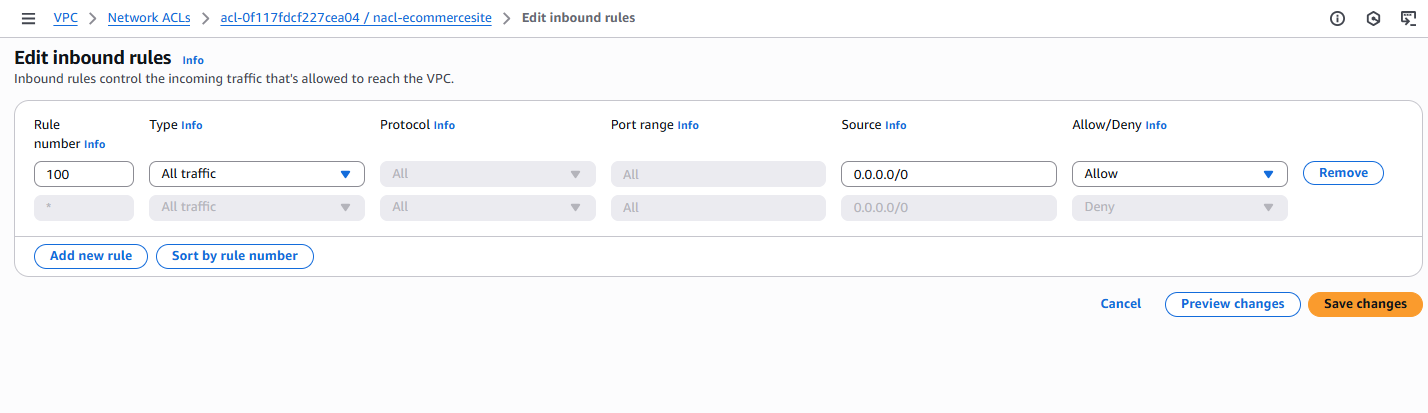 VPC > Network ACLs > acl-0f117fdcf227cea04 / nacl-ecommercesite > Edit inbound rules
Edit inbound rules Info
Inbound rules control the incoming traffic that's allowed to reach the VPC.
Rule number Info Type Info Protocol Info Port range Info Source Info Allow/Deny Info
100 All traffic All All 0.0.0.0/0 Allow Remove
* All traffic All All 0.0.0.0/0 Deny
Add new rule Sort by rule number
Cancel Preview changes Save changes